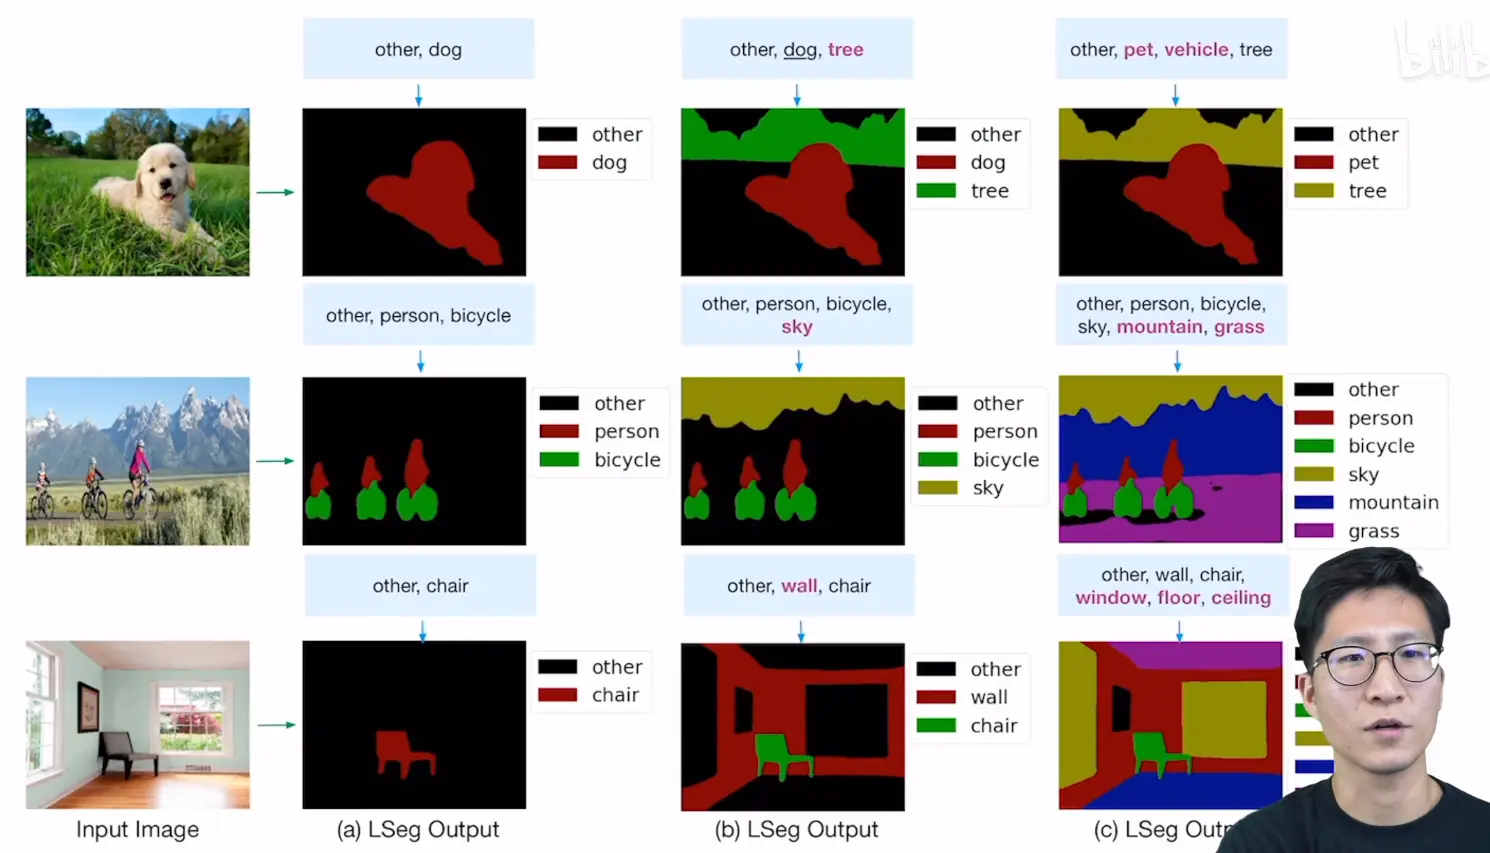 other, dog
other, dog, tree
other, pet, vehicle, tree
bilib
other
dog
other
dog
tree
other
pet
tree
other, person, bicycle
other, person, bicycle,
sky
other, person, bicycle,
sky, mountain, grass
other
person
bicycle
other
person
bicycle
sky
other
person
bicycle
sky
mountain
grass
other, chair
other, wall, chair
other, wall, chair,
window, floor, ceiling
other
chair
other
wall
chair
Input Image
(a) LSeg Output
(b) LSeg Output
(c) LSeg